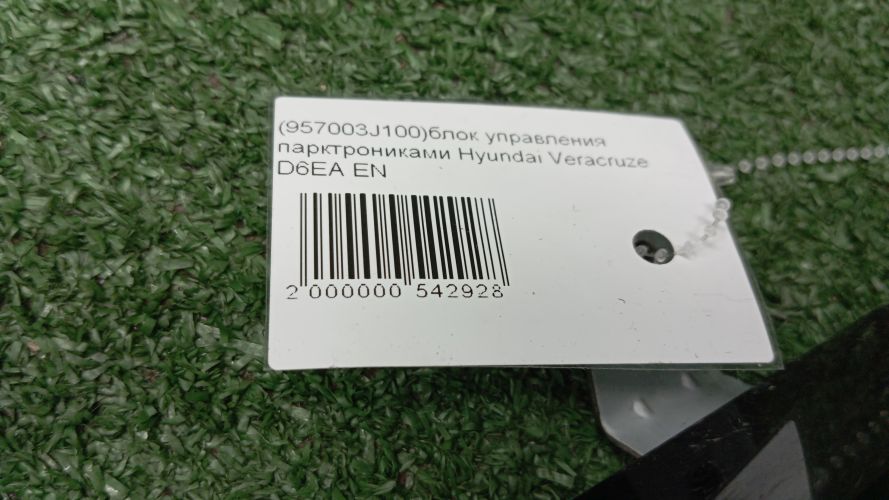 (957003J100)блок управления
парктрониками Hyundai Veracruze
D6EA EN
2 000000 542928